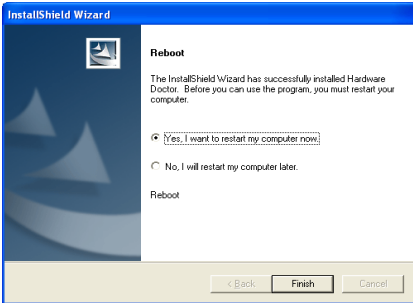 InstallShield Wizard
Reboot
The InstallShield Wizard has successfully installed Hardware
Doctor. Before you can use the program, you must restart your
computer.
Yes, I want to restart my computer now.
No, I will restart my computer later.
Reboot
< Back Finish Cancel